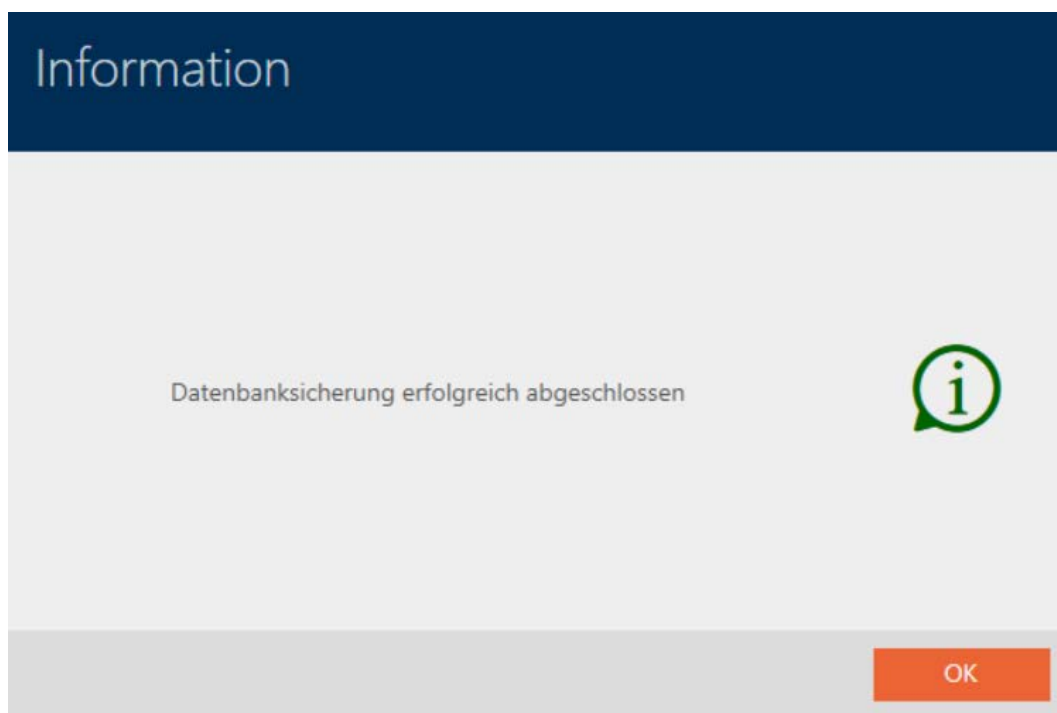 Information
Datenbanksicherung erfolgreich abgeschlossen
i
OK